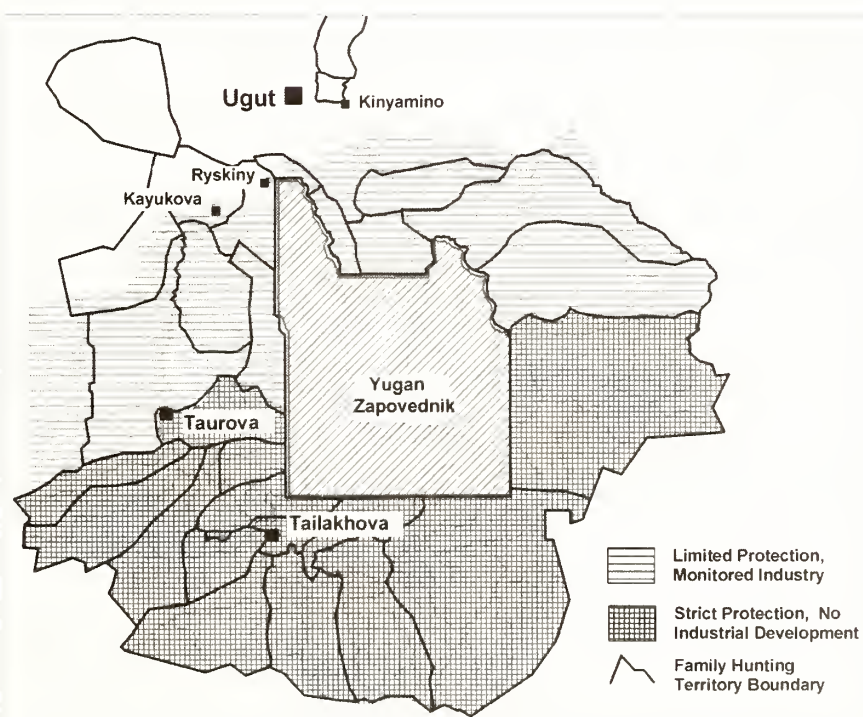 Ugut
Kinyamino
Ryskiny
Kayukova
Yugan
Zapovednik
Taurova
Tailakhova
Limited Protection,
Monitored Industry
Strict Protection, No
Industrial Development
Family Hunting
Territory Boundary